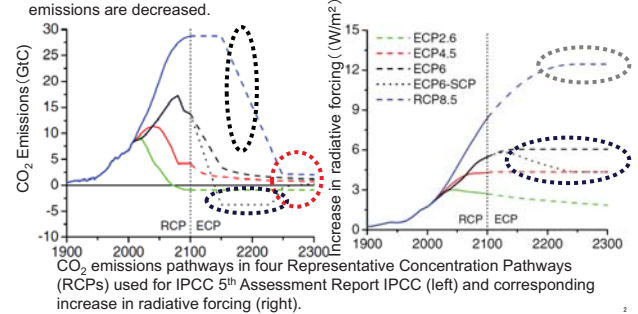 emissions are decreased.
CO2 Emissions (GtC)
30
25
20
15
10
5
0
-5
-10
1900
2000
2100
2200
2300
RCP
ECP
Increase in radiative forcing((W/m²)
15
12
9
6
3
0
1900
2000
2100
2200
2300
RCP
ECP
ECP2.6
ECP4.5
ECP6
ECP6-SCP
RCP8.5
CO2 emissions pathways in four Representative Concentration Pathways
(RCPs) used for IPCC 5th Assessment Report IPCC (left) and corresponding
increase in radiative forcing (right).
2